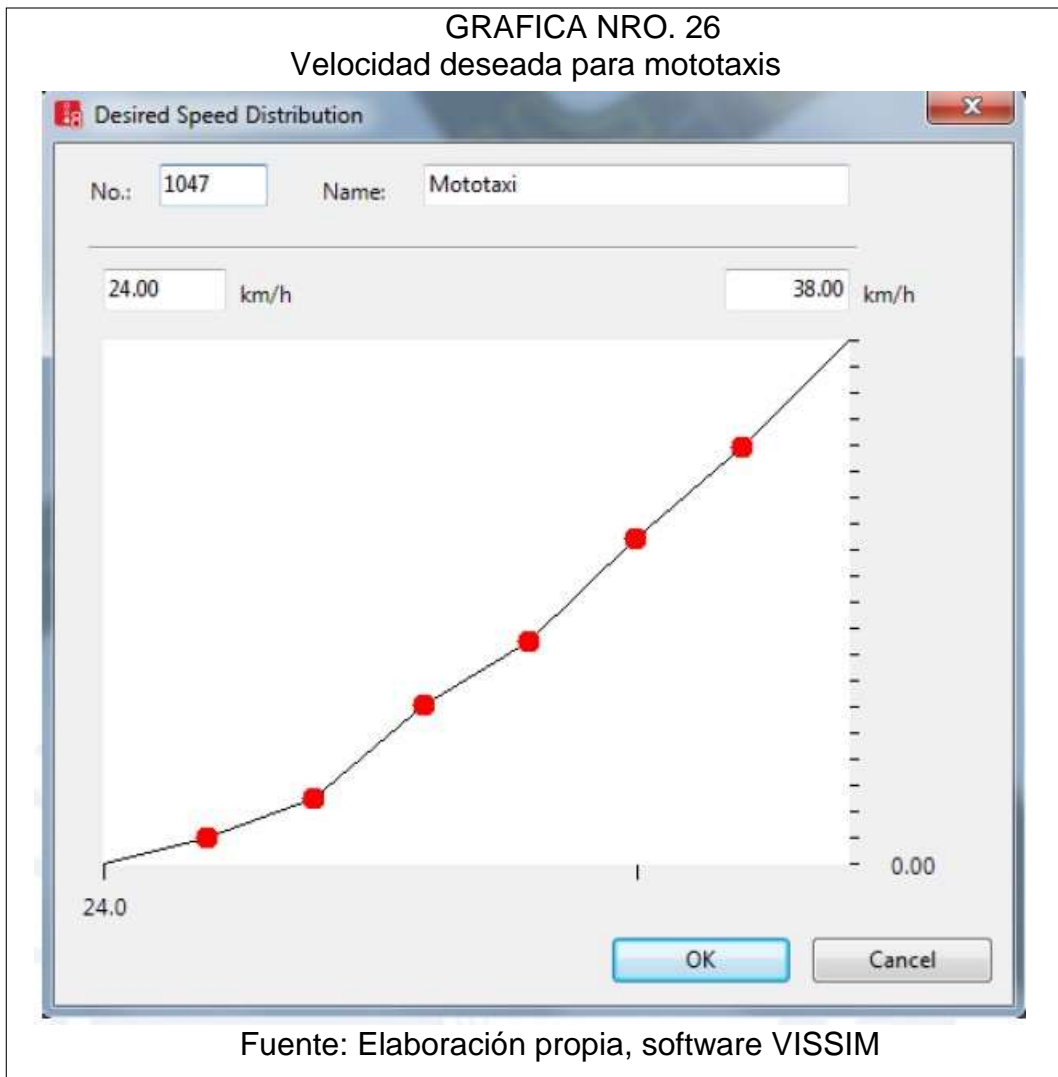 GRAFICA NRO. 26
Velocidad deseada para mototaxis
Desired Speed Distribution
No.: 1047 Name: Mototaxi
24.00 km/h 38.00 km/h
0.00
24.0
OK Cancel
Fuente: Elaboración propia, software VISSIM